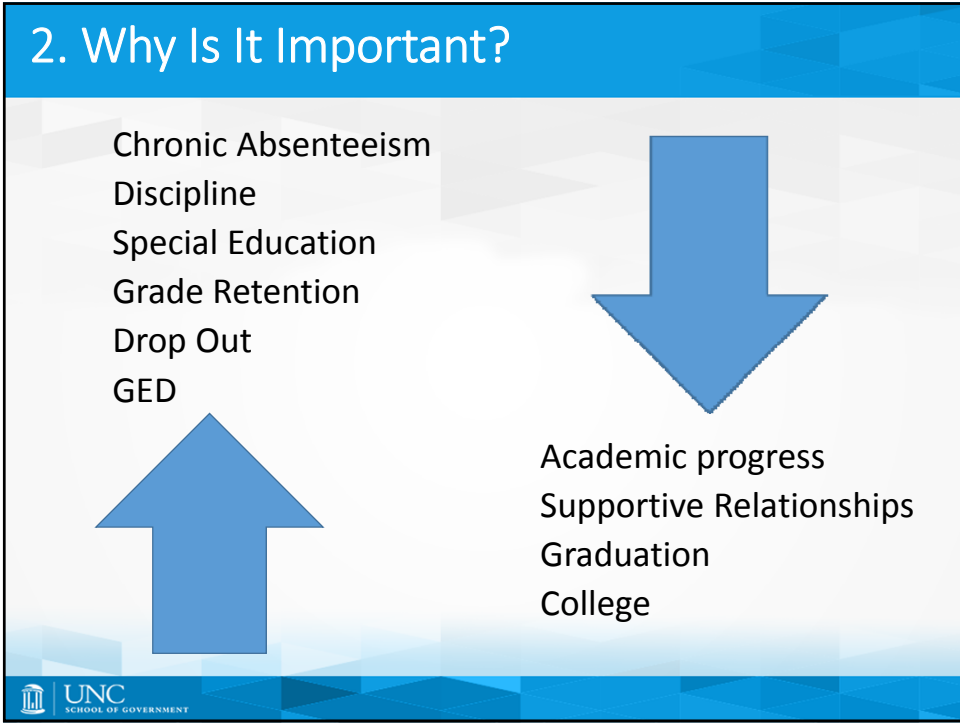 2. Why Is It Important?
Chronic Absenteeism
Discipline
Special Education
Grade Retention
Drop Out
GED
Academic progress
Supportive Relationships
Graduation
College
UNC
SCHOOL OF GOVERNMENT